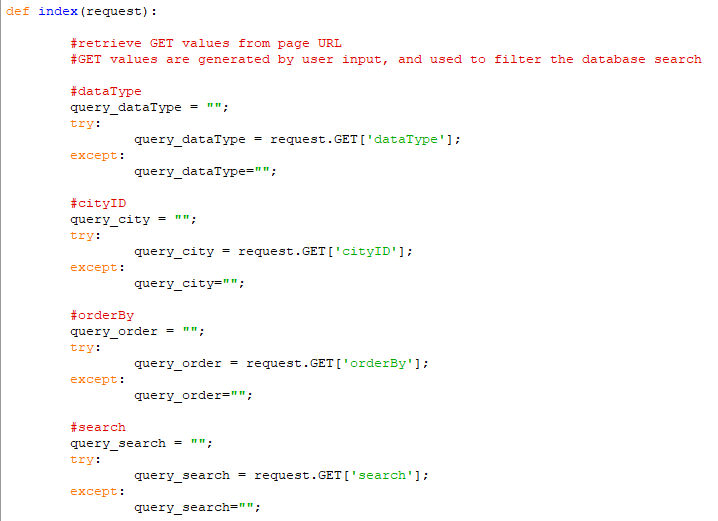 def index(request):
#retrieve GET values from page URL
#GET values are generated by user input, and used to filter the database search
#dataType
query_dataType = "";
try:
query_dataType = request.GET['dataType'];
except:
query_dataType="";
#cityID
query_city = "";
try:
query_city = request.GET['cityID'];
except:
query_city="";
#orderBy
query_order = "";
try:
query_order = request.GET['orderBy'];
except:
query_order="";
#search
query_search = "";
try:
query_search = request.GET['search'];
except:
query_search="";